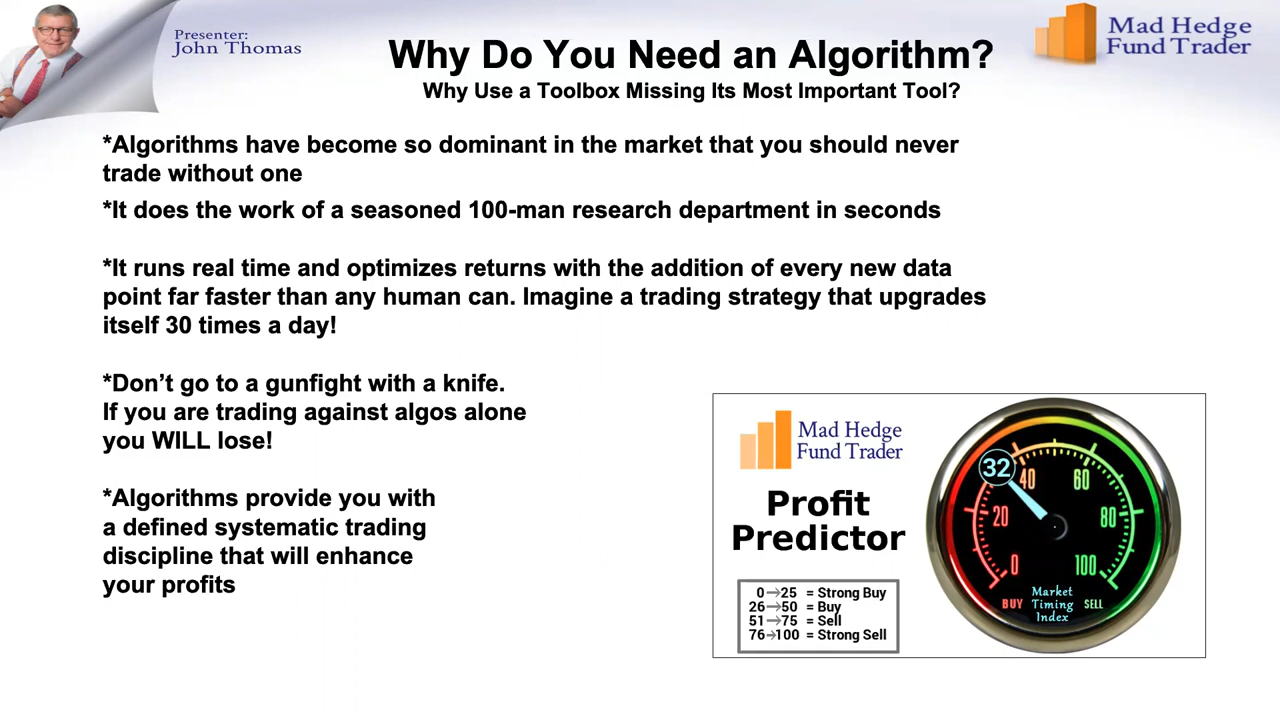 Presenter:
John Thomas
Why Do You Need an Algorithm?
Why Use a Toolbox Missing Its Most Important Tool?
Mad Hedge
Fund Trader
*Algorithms have become so dominant in the market that you should never
trade without one
*It does the work of a seasoned 100-man research department in seconds
*It runs real time and optimizes returns with the addition of every new data
point far faster than any human can. Imagine a trading strategy that upgrades
itself 30 times a day!
*Don’t go to a gunfight with a knife.
If you are trading against algos alone
you WILL lose!
*Algorithms provide you with
a defined systematic trading
discipline that will enhance
your profits
Mad Hedge
Fund Trader
Profit
Predictor
0→25 = Strong Buy
26→50 = Buy
51→75 = Sell
76→100 = Strong Sell
32
0
20
40
60
80
100
BUY
Market
Timing
Index
SELL